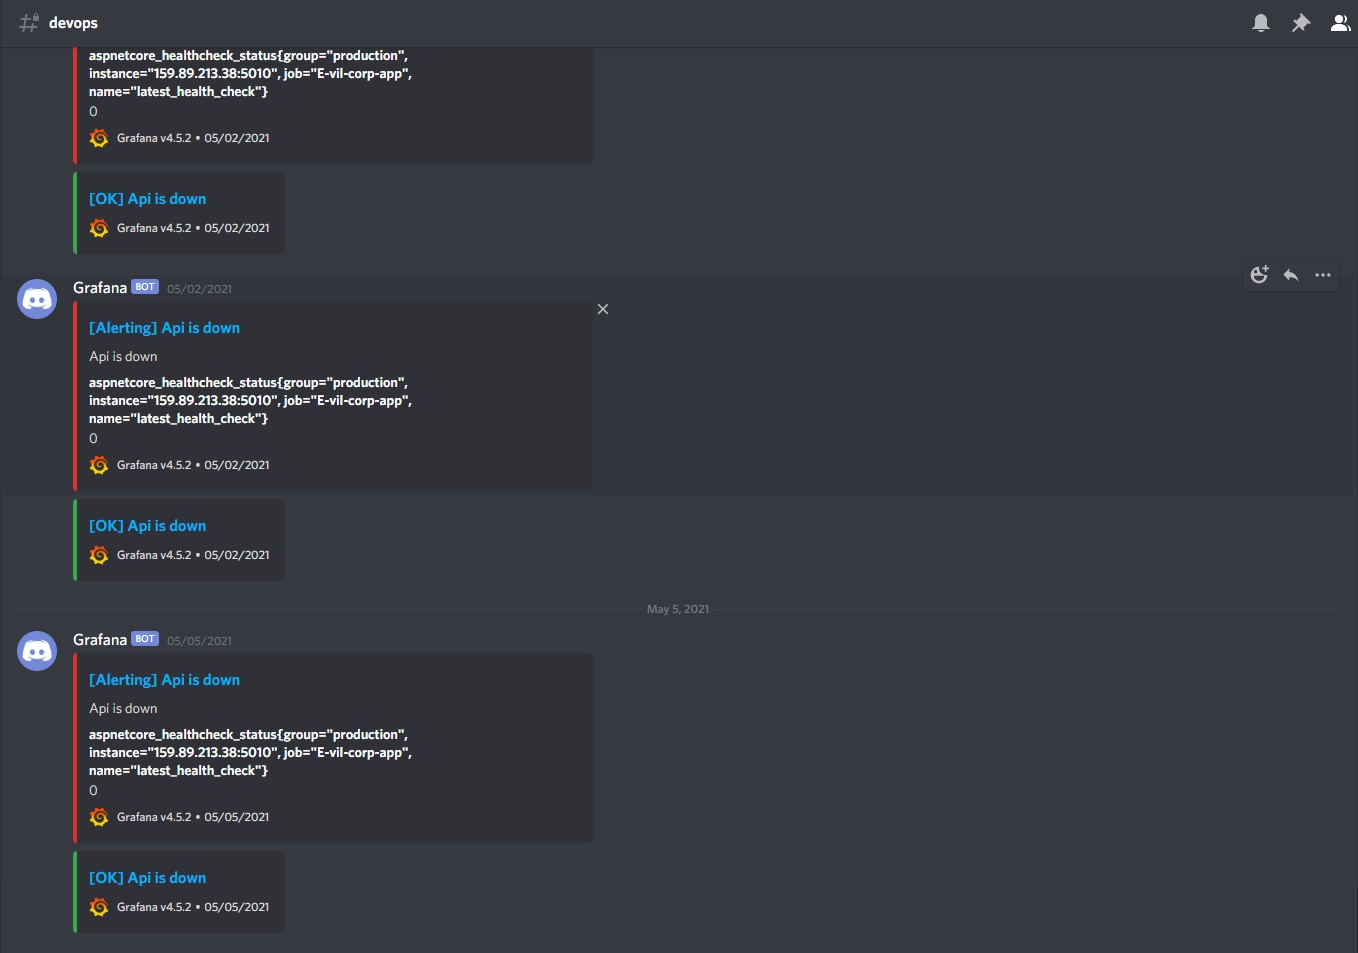 devops
aspnetcore_healthcheck_status{group="production",
instance="159.89.213.38:5010", job="E-vil-corp-app",
name="latest_health_check"}
0
Grafana v4.5.2 • 05/02/2021
[OK] Api is down
Grafana v4.5.2 • 05/02/2021
Grafana BOT 05/02/2021
[Alerting] Api is down
Api is down
aspnetcore_healthcheck_status{group="production",
instance="159.89.213.38:5010", job="E-vil-corp-app",
name="latest_health_check"}
0
Grafana v4.5.2 • 05/02/2021
[OK] Api is down
Grafana v4.5.2 • 05/02/2021
May 5, 2021
Grafana BOT 05/05/2021
[Alerting] Api is down
Api is down
aspnetcore_healthcheck_status{group="production",
instance="159.89.213.38:5010", job="E-vil-corp-app",
name="latest_health_check"}
0
Grafana v4.5.2 • 05/05/2021
[OK] Api is down
Grafana v4.5.2 • 05/05/2021